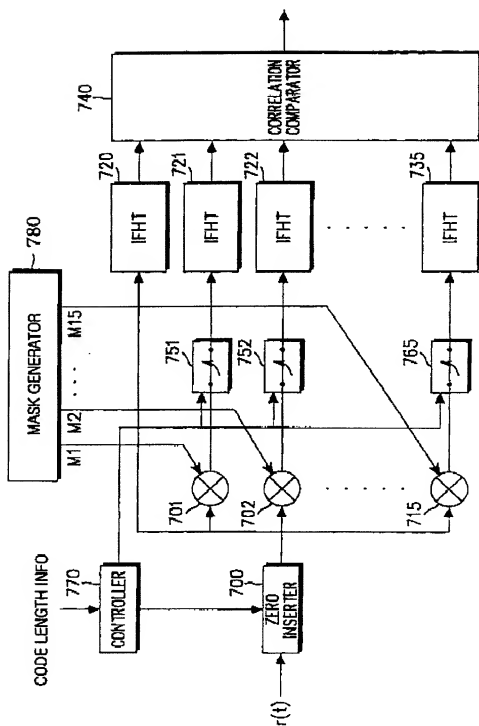 CODE LENGTH INFO
770
CONTROLLER
r(t)
700
ZERO
INSERTER
780
MASK GENERATOR
M1
M2
. . .
M15
701
702
. . . . .
715
751
752
765
720
IFHT
721
IFHT
722
IFHT
. . . . .
735
IFHT
740
CORRELATION
COMPARATOR